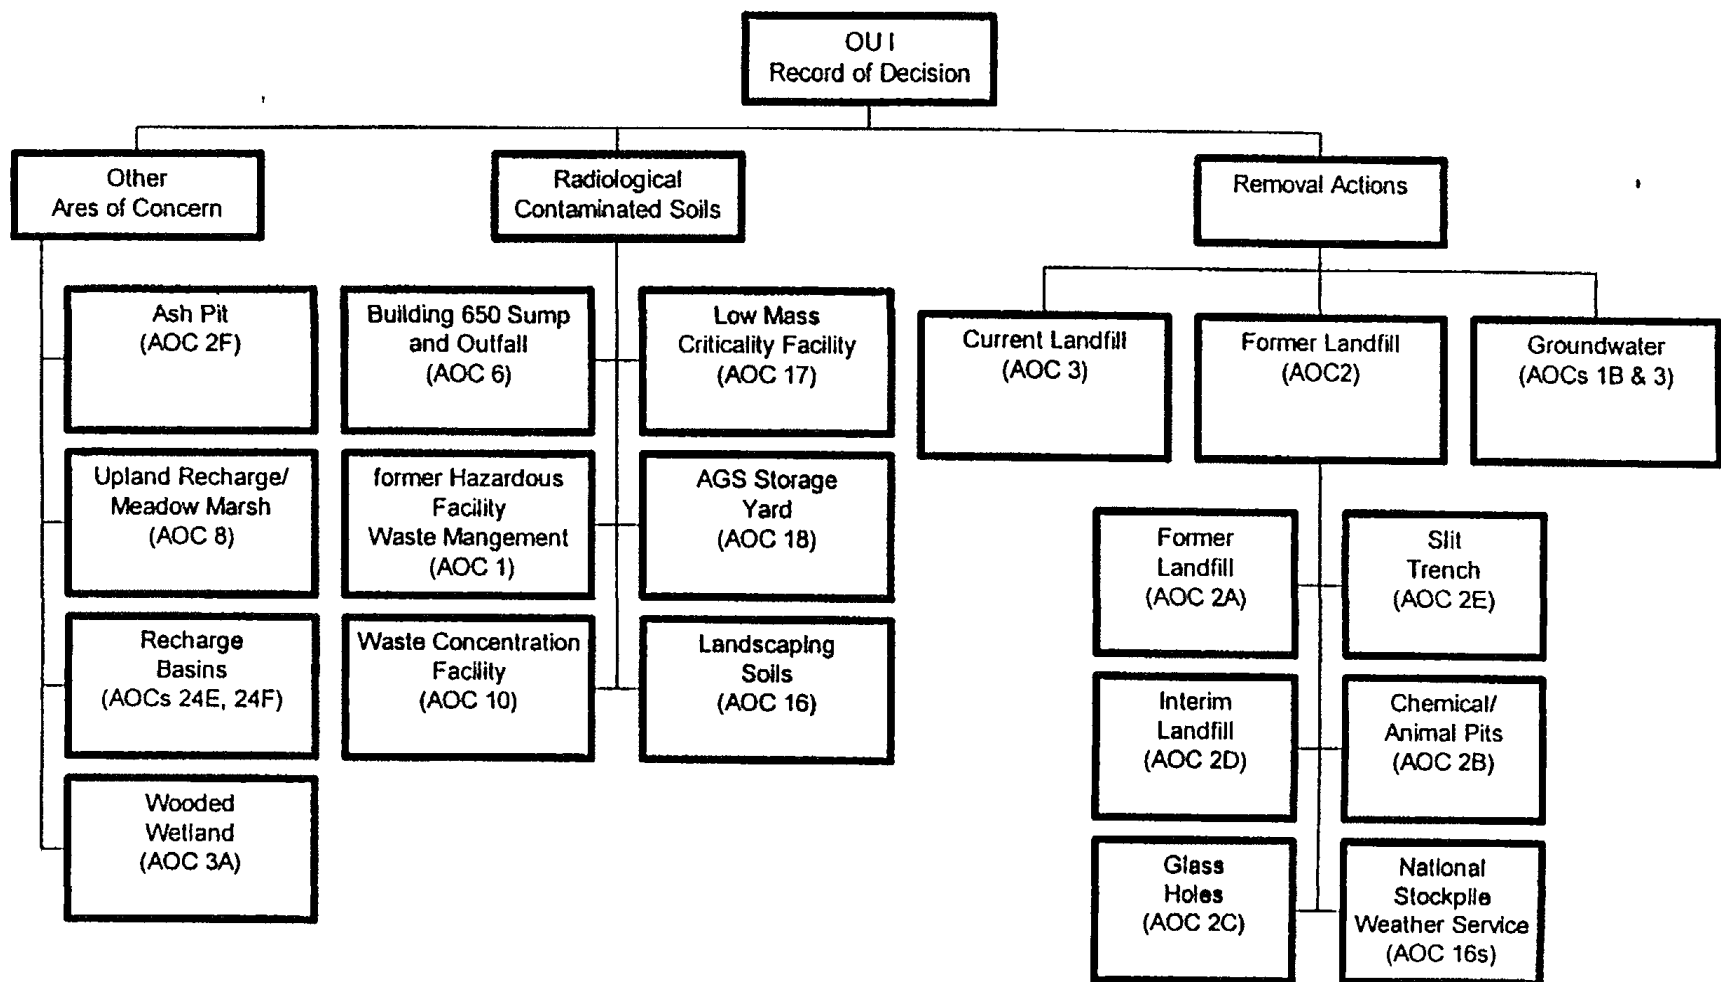 OU I
Record of Decision
Other
Ares of Concern
Radiological
Contaminated Soils
Removal Actions
Ash Pit
(AOC 2F)
Building 650 Sump
and Outfall
(AOC 6)
Low Mass
Criticality Facility
(AOC 17)
Current Landfill
(AOC 3)
Former Landfill
(AOC2)
Groundwater
(AOCs 1B & 3)
Upland Recharge/
Meadow Marsh
(AOC 8)
former Hazardous
Facility
Waste Mangement
(AOC 1)
AGS Storage
Yard
(AOC 18)
Former
Landfill
(AOC 2A)
Slit
Trench
(AOC 2E)
Recharge
Basins
(AOCs 24E, 24F)
Waste Concentration
Facility
(AOC 10)
Landscaping
Soils
(AOC 16)
Interim
Landfill
(AOC 2D)
Chemical/
Animal Pits
(AOC 2B)
Wooded
Wetland
(AOC 3A)
Glass
Holes
(AOC 2C)
National
Stockpile
Weather Service
(AOC 16s)